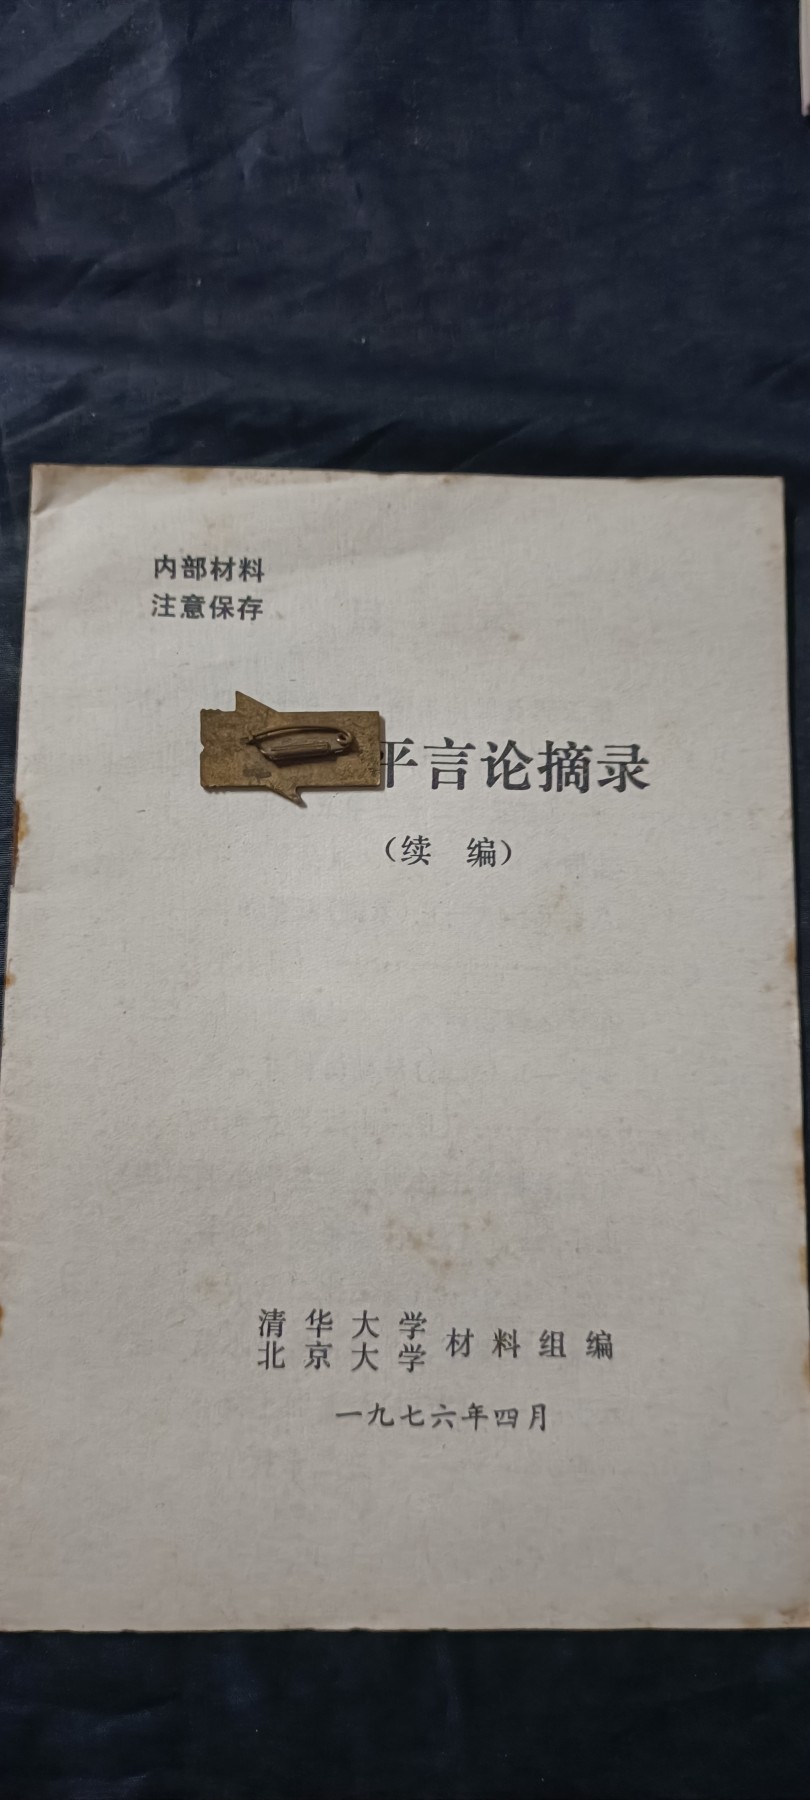 内部材料
注意保存
平言论摘录
（续 编）
清华大学
北京大学 材料组编
一九七六年四月